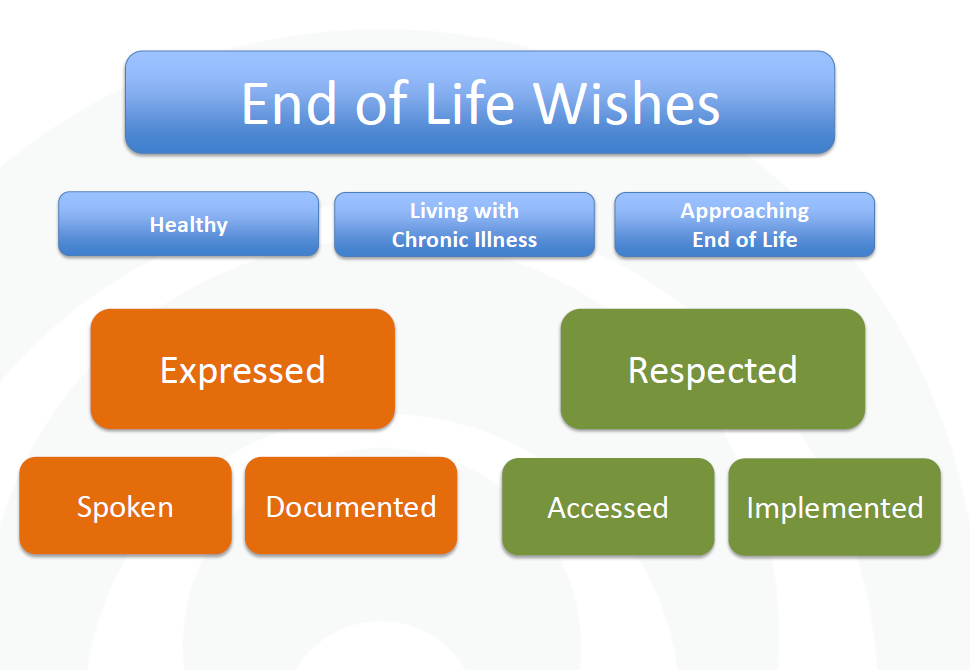 End of Life Wishes
Healthy
Living with
Chronic Illness
Approaching
End of Life
Expressed
Respected
Spoken
Documented
Accessed
Implemented